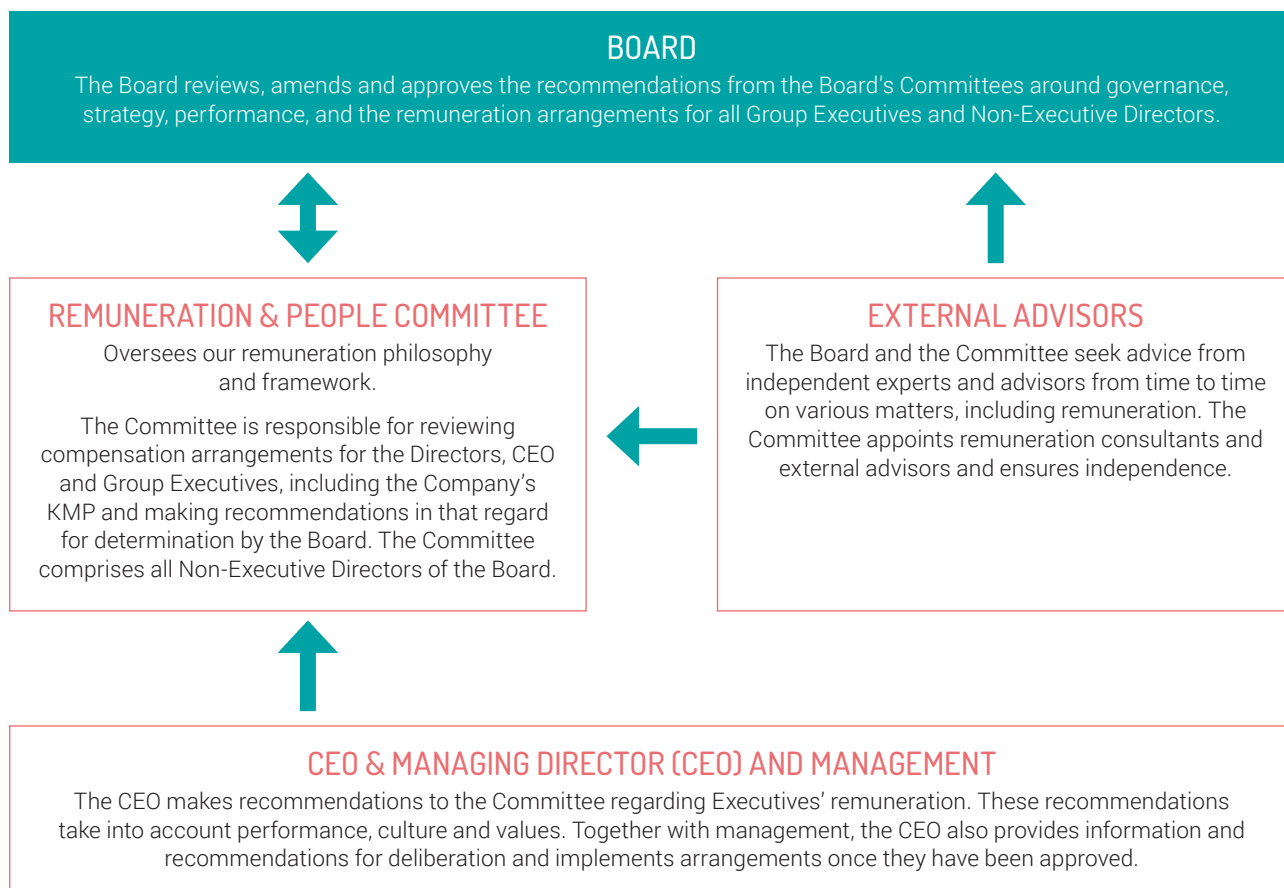 BOARD
The Board reviews, amends and approves the recommendations from the Board’s Committees around governance,
strategy, performance, and the remuneration arrangements for all Group Executives and Non-Executive Directors.
REMUNERATION & PEOPLE COMMITTEE
Oversees our remuneration philosophy
and framework.
The Committee is responsible for reviewing
compensation arrangements for the Directors, CEO
and Group Executives, including the Company’s
KMP and making recommendations in that regard
for determination by the Board. The Committee
comprises all Non-Executive Directors of the Board.
EXTERNAL ADVISORS
The Board and the Committee seek advice from
independent experts and advisors from time to time
on various matters, including remuneration. The
Committee appoints remuneration consultants and
external advisors and ensures independence.
CEO & MANAGING DIRECTOR (CEO) AND MANAGEMENT
The CEO makes recommendations to the Committee regarding Executives’ remuneration. These recommendations
take into account performance, culture and values. Together with management, the CEO also provides information and
recommendations for deliberation and implements arrangements once they have been approved.